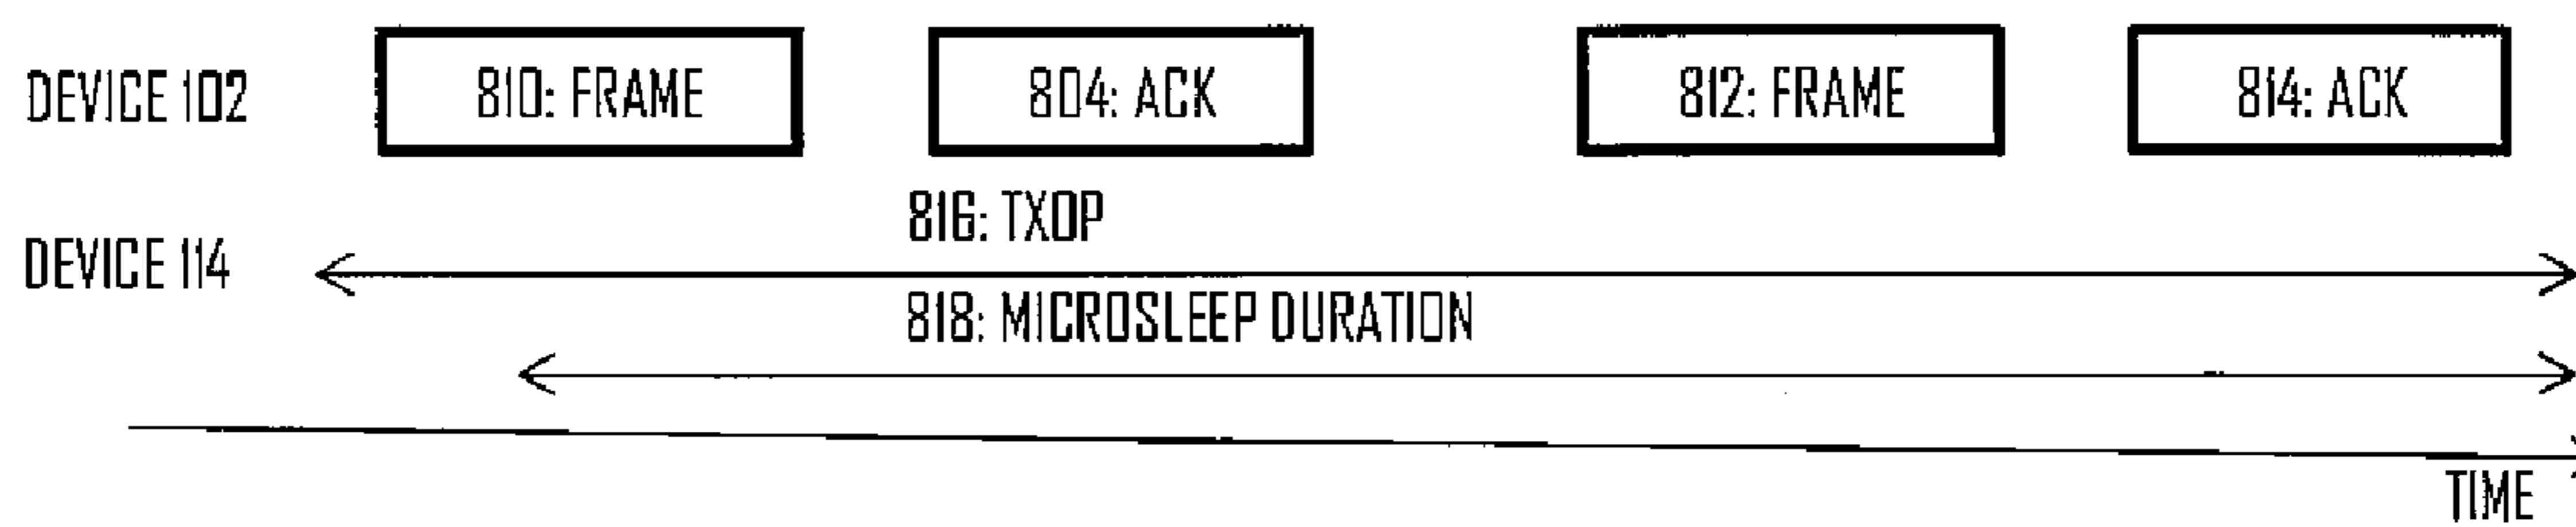 DEVICE 102
810: FRAME
804: ACK
812: FRAME
814: ACK
816: TXOP
DEVICE 114
818: MICROSLEEP DURATION
TIME